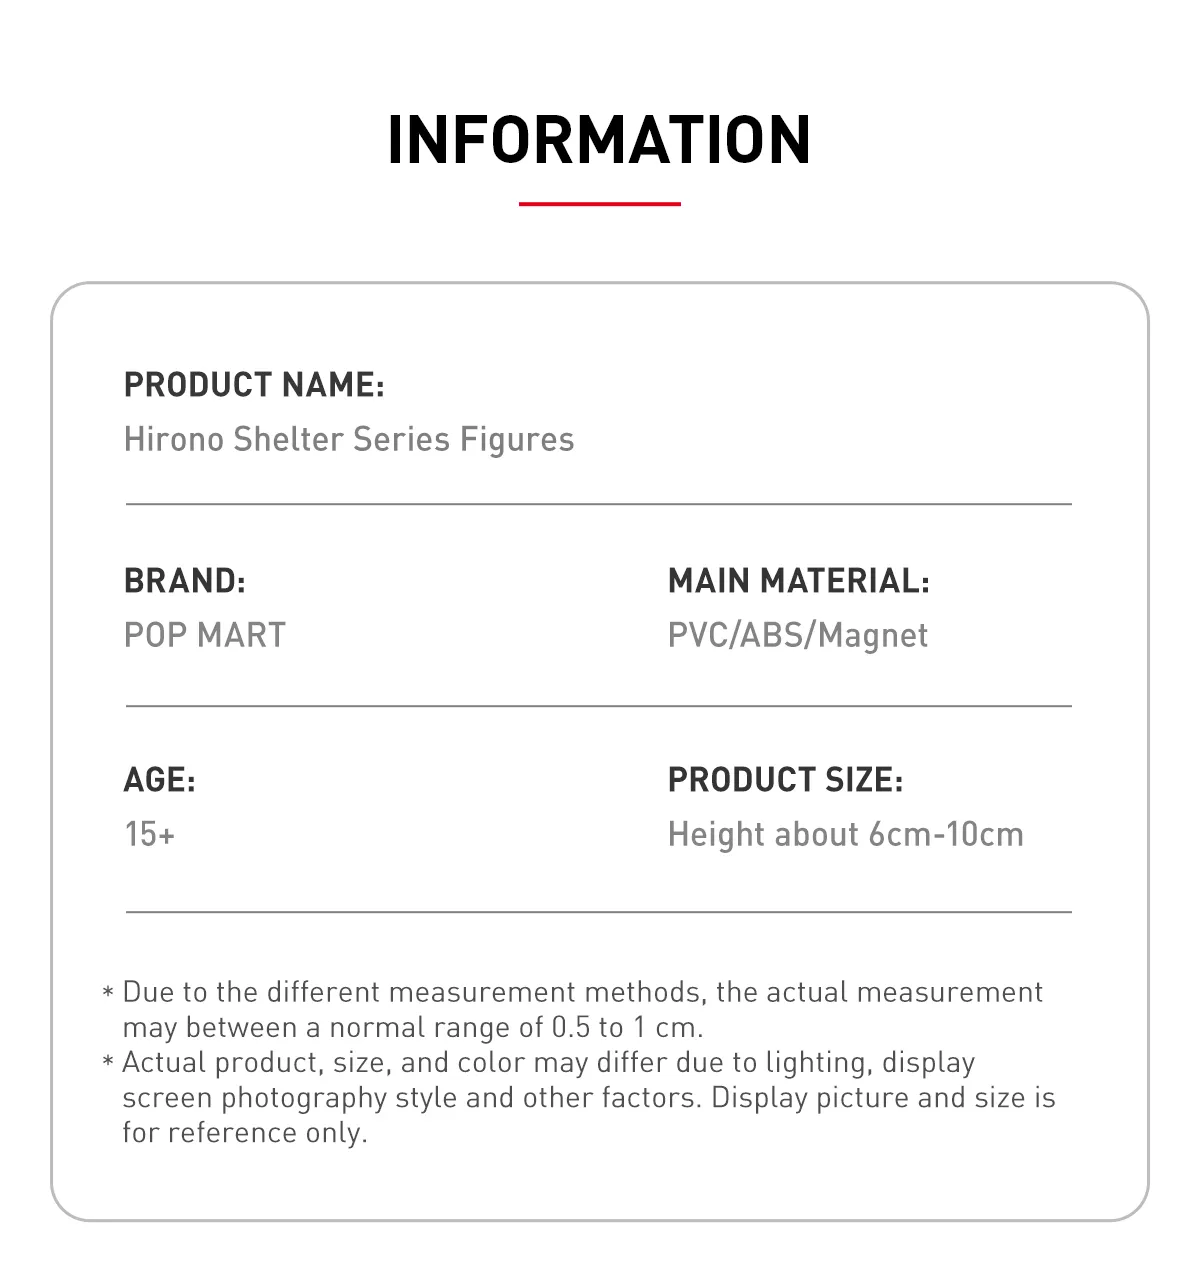 INFORMATION
PRODUCT NAME:
Hirono Shelter Series Figures
BRAND:
POP MART
MAIN MATERIAL:
PVC/ABS/Magnet
AGE:
15+
PRODUCT SIZE:
Height about 6cm-10cm
* Due to the different measurement methods, the actual measurement
may between a normal range of 0.5 to 1 cm.
* Actual product, size, and color may differ due to lighting, display
screen photography style and other factors. Display picture and size is
for reference only.